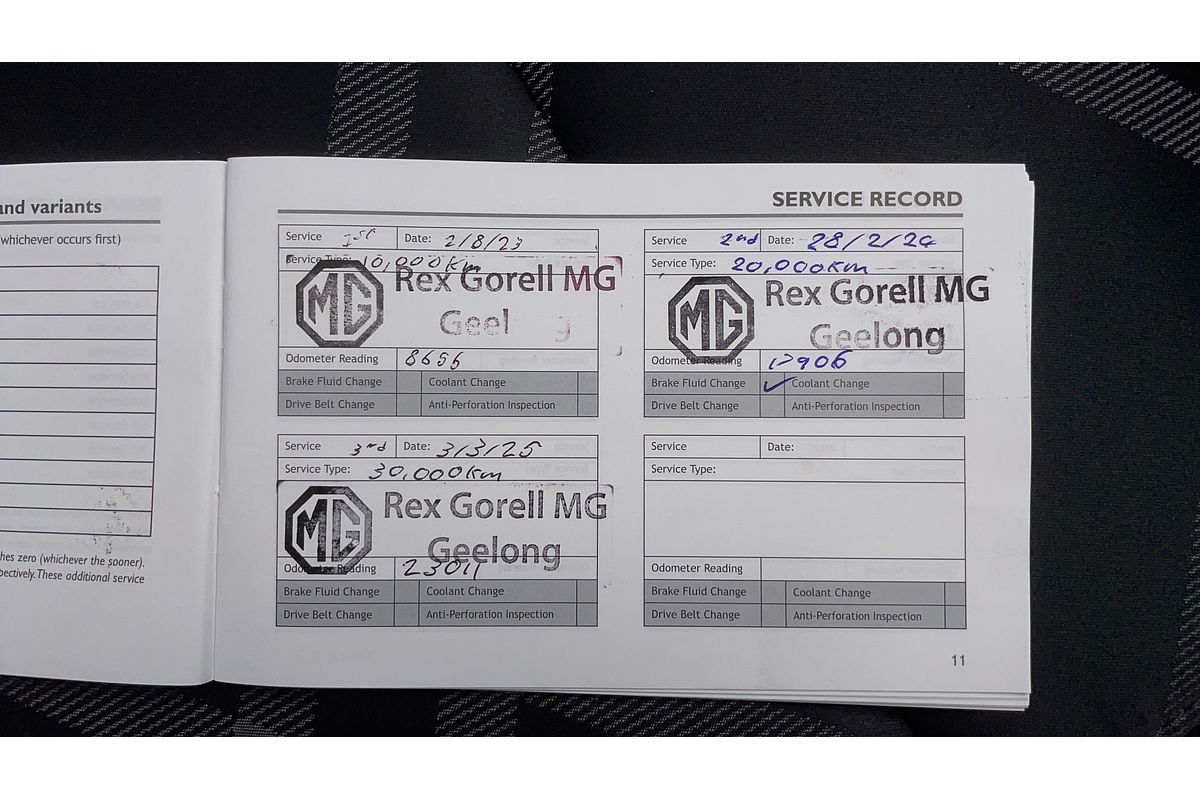 and variants
whichever occurs first)
hes zero (whichever the sooner).
pectively. These additional service
SERVICE RECORD
Service 1st Date: 2/8/23
Service Type: 10,000km
MG Rex Gorell MG
Geel g
Odometer Reading 8656
Brake Fluid Change Coolant Change
Drive Belt Change Anti-Perforation Inspection
Service 2nd Date: 28/2/24
Service Type: 20,000km
MG Rex Gorell MG
Geelong
Odometer Reading 17906
Brake Fluid Change ✓ Coolant Change
Drive Belt Change Anti-Perforation Inspection
Service 3rd Date: 3/3/25
Service Type: 30,000km
MG Rex Gorell MG
Geelong
Odometer Reading 23011
Brake Fluid Change Coolant Change
Drive Belt Change Anti-Perforation Inspection
Service Date:
Service Type:
Odometer Reading
Brake Fluid Change Coolant Change
Drive Belt Change Anti-Perforation Inspection
11